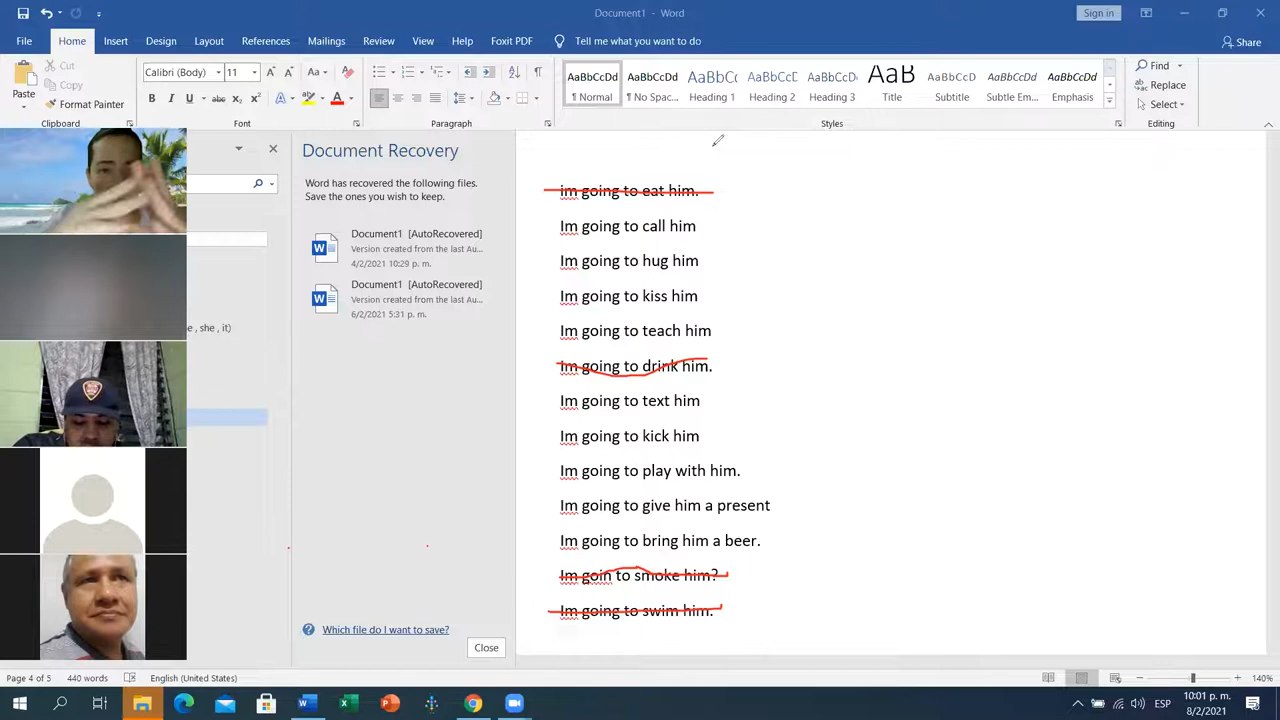 Document1 - Word
Sign in
File Home Insert Design Layout References Mailings Review View Help Foxit PDF Tell me what you want to do Share
Cut
Copy
Format Painter
Paste
Calibri (Body) 11
Aa
B I U abc X₂ X²
AaBbCcDd AaBbCcDd AaBbCc AaBbCcD AaBbCcD AaB AaBbCcD AaBbCcDd AaBbCcDd
¶ Normal ¶ No Spac... Heading 1 Heading 2 Heading 3 Title Subtitle Subtle Em... Emphasis
Find
Replace
Select
Clipboard Font Paragraph Styles Editing
Document Recovery
Word has recovered the following files.
Save the ones you wish to keep.
Document1 [AutoRecovered]
Version created from the last Au...
4/2/2021 10:29 p. m.
Document1 [AutoRecovered]
Version created from the last Au...
6/2/2021 5:31 p. m.
e , she , it)
Which file do I want to save?
Close
im going to eat him.
Im going to call him
Im going to hug him
Im going to kiss him
Im going to teach him
Im going to drink him.
Im going to text him
Im going to kick him
Im going to play with him.
Im going to give him a present
Im going to bring him a beer.
Im goin to smoke him?
Im going to swim him.
Page 4 of 5 440 words English (United States) 140%
ESP
10:01 p. m.
8/2/2021